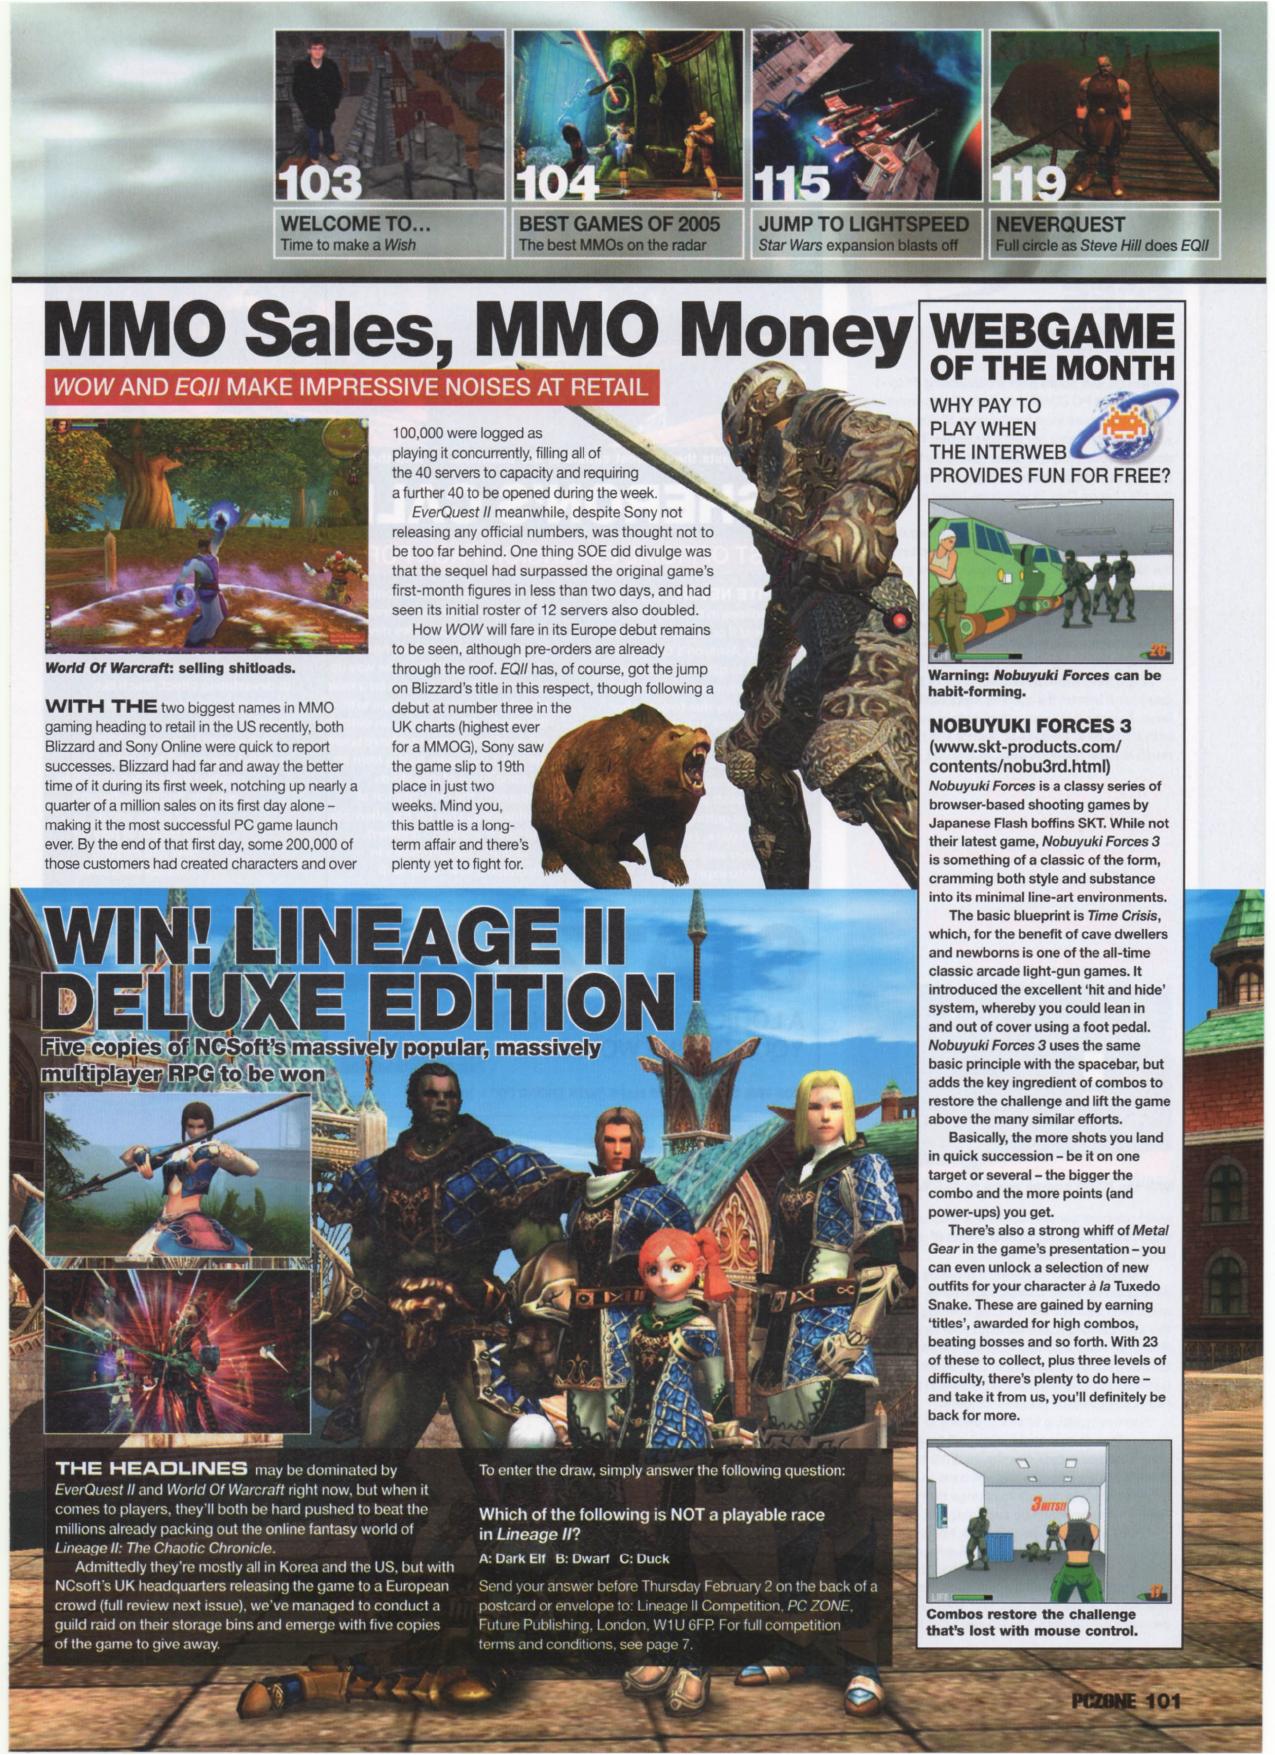 103
WELCOME TO...
Time to make a Wish
104
BEST GAMES OF 2005
The best MMOs on the radar
115
JUMP TO LIGHTSPEED
Star Wars expansion blasts off
119
NEVERQUEST
Full circle as Steve Hill does EQII
MMO Sales, MMO Money
WOW AND EQII MAKE IMPRESSIVE NOISES AT RETAIL
World Of Warcraft: selling shitloads.
WITH THE two biggest names in MMO
gaming heading to retail in the US recently, both
Blizzard and Sony Online were quick to report
successes. Blizzard had far and away the better
time of it during its first week, notching up nearly a
quarter of a million sales on its first day alone –
making it the most successful PC game launch
ever. By the end of that first day, some 200,000 of
those customers had created characters and over
100,000 were logged as
playing it concurrently, filling all of
the 40 servers to capacity and requiring
a further 40 to be opened during the week.
EverQuest II meanwhile, despite Sony not
releasing any official numbers, was thought not to
be too far behind. One thing SOE did divulge was
that the sequel had surpassed the original game's
first-month figures in less than two days, and had
seen its initial roster of 12 servers also doubled.
How WOW will fare in its Europe debut remains
to be seen, although pre-orders are already
through the roof. EQII has, of course, got the jump
on Blizzard's title in this respect, though following a
debut at number three in the
UK charts (highest ever
for a MMOG), Sony saw
the game slip to 19th
place in just two
weeks. Mind you,
this battle is a long-
term affair and there's
plenty yet to fight for.
WEBGAME
OF THE MONTH
WHY PAY TO
PLAY WHEN
THE INTERWEB
PROVIDES FUN FOR FREE?
LIFE
26
Warning: Nobuyuki Forces can be
habit-forming.
NOBUYUKI FORCES 3
(www.skt-products.com/
contents/nobu3rd.html)
Nobuyuki Forces is a classy series of
browser-based shooting games by
Japanese Flash boffins SKT. While not
their latest game, Nobuyuki Forces 3
is something of a classic of the form,
cramming both style and substance
into its minimal line-art environments.
The basic blueprint is Time Crisis,
which, for the benefit of cave dwellers
and newborns is one of the all-time
classic arcade light-gun games. It
introduced the excellent 'hit and hide'
system, whereby you could lean in
and out of cover using a foot pedal.
Nobuyuki Forces 3 uses the same
basic principle with the spacebar, but
adds the key ingredient of combos to
restore the challenge and lift the game
above the many similar efforts.
Basically, the more shots you land
in quick succession – be it on one
target or several – the bigger the
combo and the more points (and
power-ups) you get.
There's also a strong whiff of Metal
Gear in the game's presentation – you
can even unlock a selection of new
outfits for your character à la Tuxedo
Snake. These are gained by earning
'titles', awarded for high combos,
beating bosses and so forth. With 23
of these to collect, plus three levels of
difficulty, there's plenty to do here –
and take it from us, you'll definitely be
back for more.
3 HITS!!
LIFE
17
Combos restore the challenge
that's lost with mouse control.
WIN! LINEAGE II
DELUXE EDITION
Five copies of NCSoft's massively popular, massively
multiplayer RPG to be won
THE HEADLINES may be dominated by
EverQuest II and World Of Warcraft right now, but when it
comes to players, they'll both be hard pushed to beat the
millions already packing out the online fantasy world of
Lineage II: The Chaotic Chronicle.
Admittedly they're mostly all in Korea and the US, but with
NCsoft's UK headquarters releasing the game to a European
crowd (full review next issue), we've managed to conduct a
guild raid on their storage bins and emerge with five copies
of the game to give away.
To enter the draw, simply answer the following question:
Which of the following is NOT a playable race
in Lineage II?
A: Dark Elf B: Dwarf C: Duck
Send your answer before Thursday February 2 on the back of a
postcard or envelope to: Lineage II Competition, PC ZONE,
Future Publishing, London, W1U 6FP. For full competition
terms and conditions, see page 7.
PCZONE 101